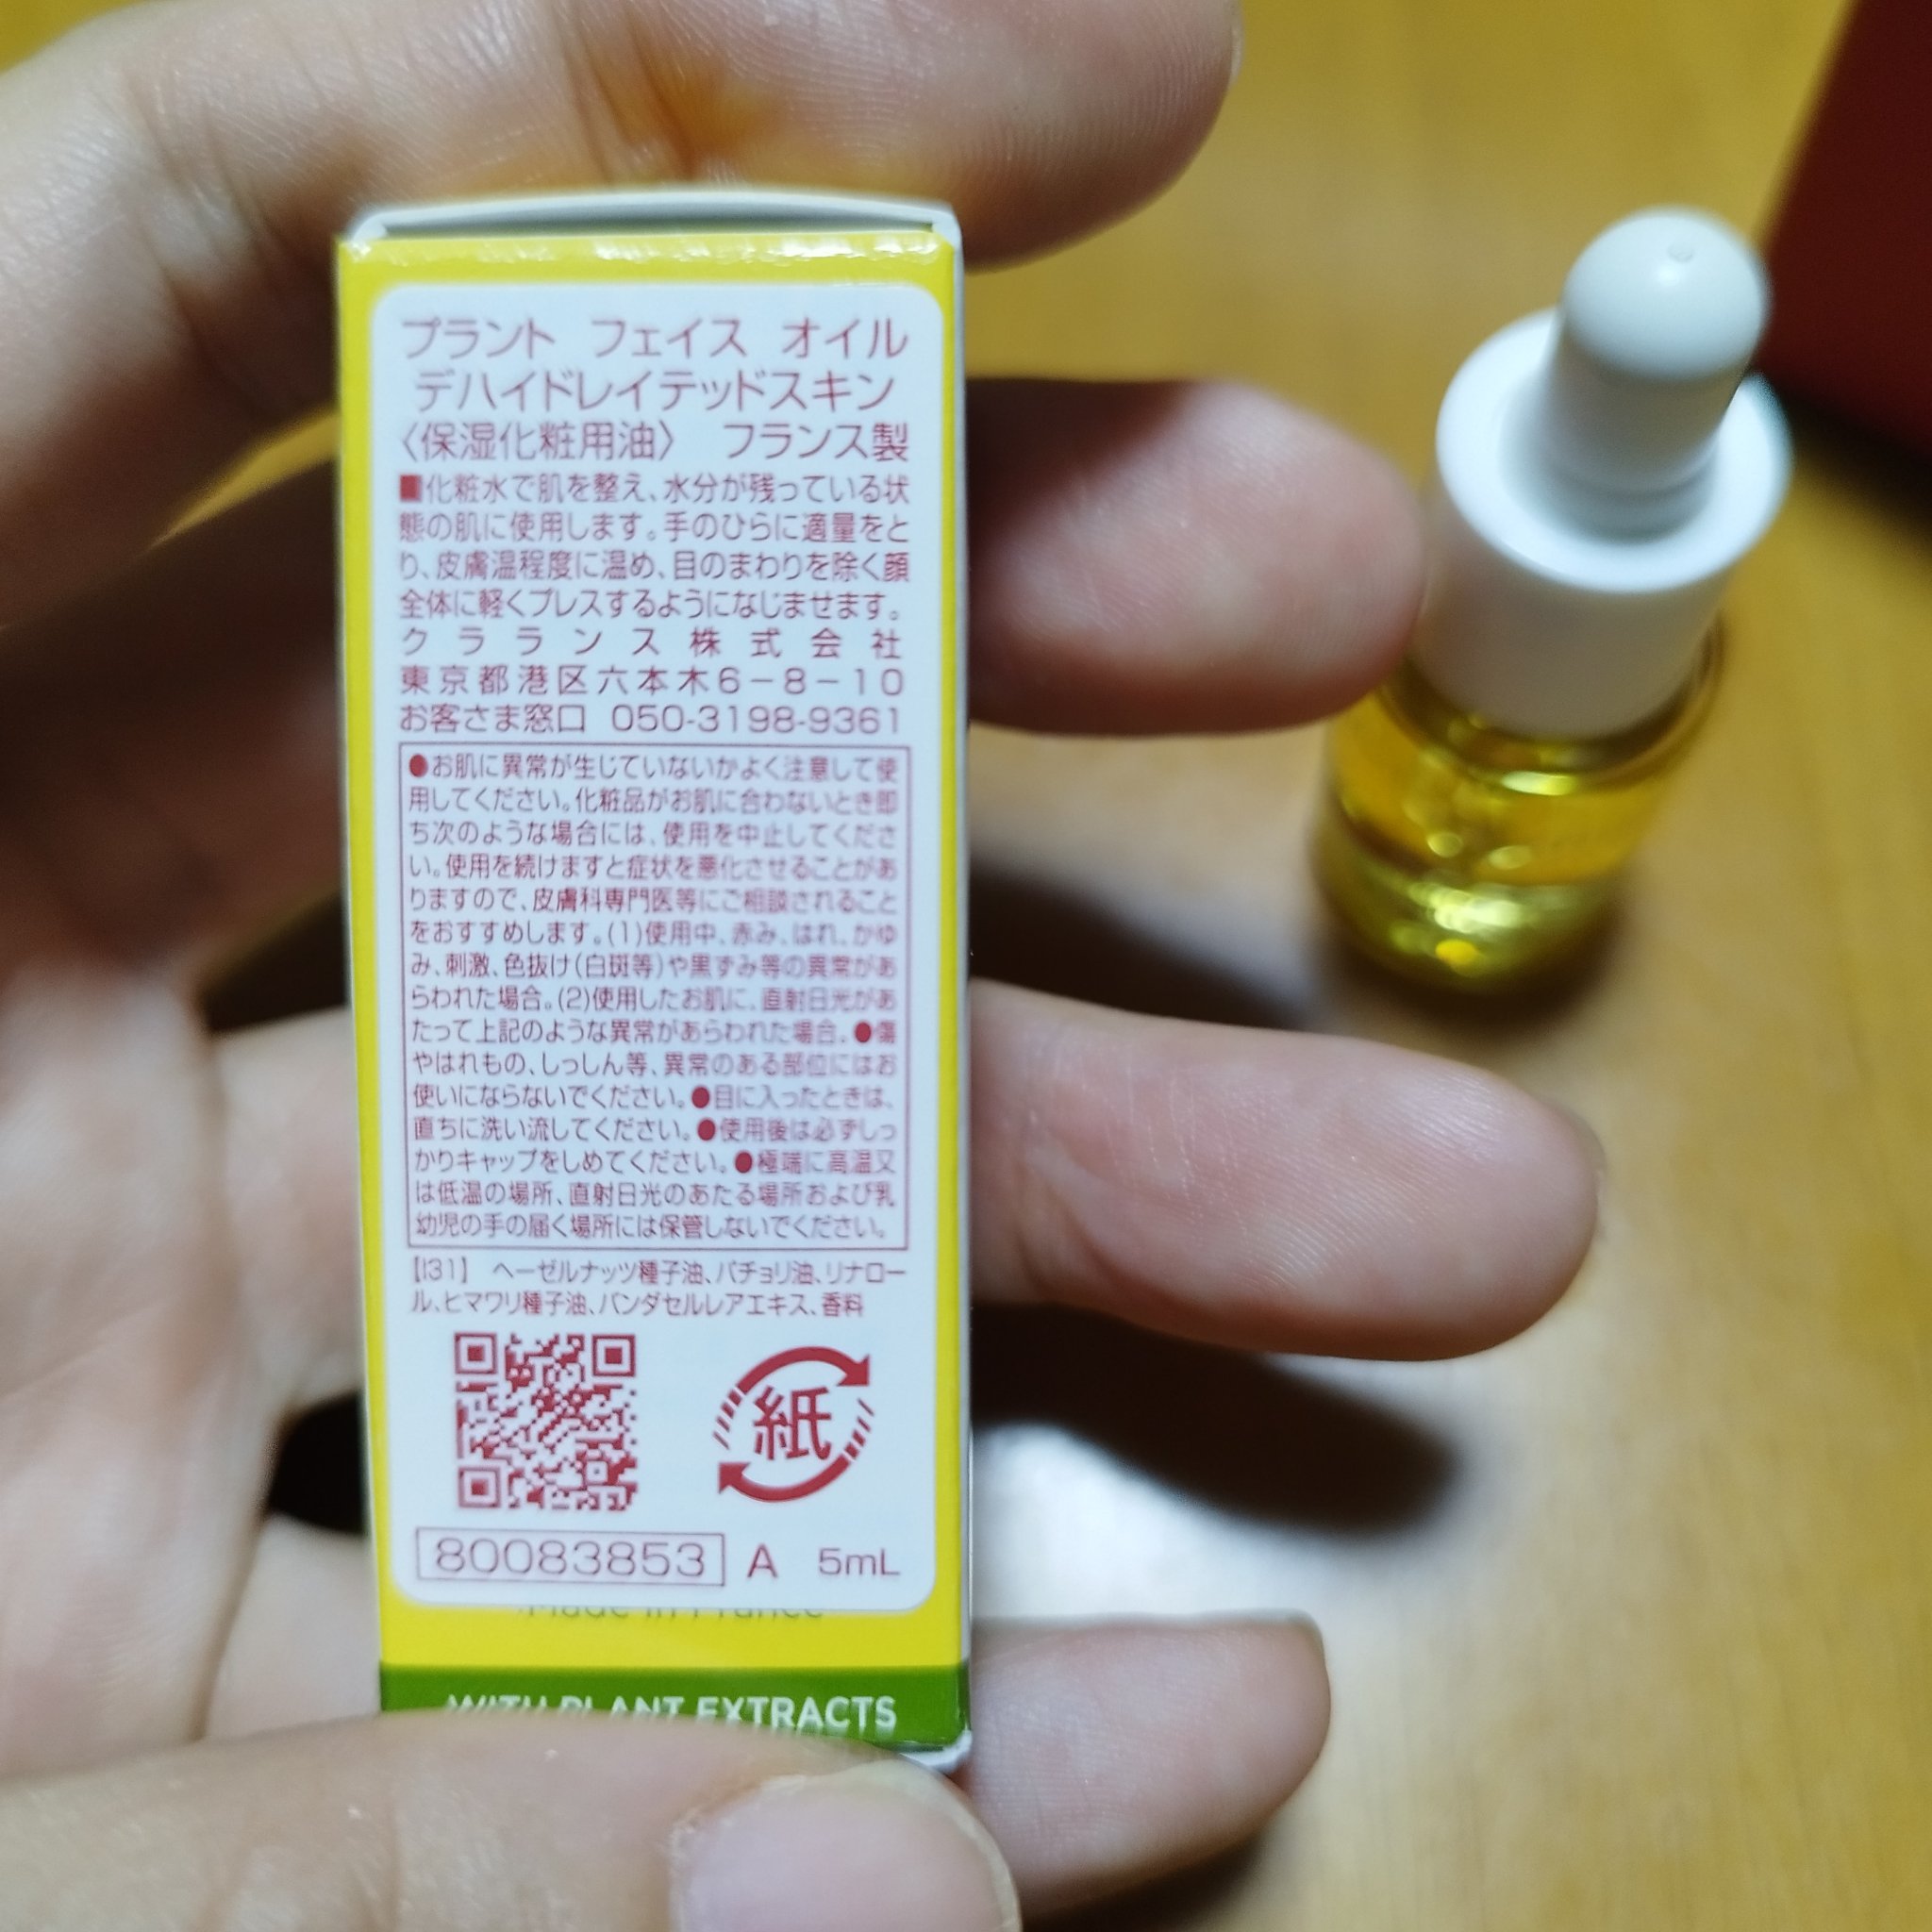 プラント フェイス オイル
デハイドレイテッドスキン
〈保湿化粧用油〉 フランス製
■化粧水で肌を整え、水分が残っている状
態の肌に使用します。手のひらに適量をと
り、皮膚温程度に温め、目のまわりを除く顔
全体に軽くプレスするようになじませます。
クラランス株式会社
東京都港区六本木6-8-10
お客さま窓口 050-3198-9361
●お肌に異常が生じていないかよく注意して使
用してください。化粧品がお肌に合わないとき即
ち次のような場合には、使用を中止してくださ
い。使用を続けますと症状を悪化させることがあ
りますので、皮膚科専門医等にご相談されること
をおすすめします。(1)使用中、赤み、はれ、かゆ
み、刺激、色抜け(白斑等)や黒ずみ等の異常があ
らわれた場合。(2)使用したお肌に、直射日光があ
たって上記のような異常があらわれた場合。●傷
やはれもの、しっしん等、異常のある部位にはお
使いにならないでください。●目に入ったときは、
直ちに洗い流してください。●使用後は必ずしっ
かりキャップをしめてください。●極端に高温又
は低温の場所、直射日光のあたる場所および乳
幼児の手の届く場所には保管しないでください。
【I31】 ヘーゼルナッツ種子油、パチョリ油、リナロー
ル、ヒマワリ種子油、バンダセルレアエキス、香料
紙
80083853 A 5mL
Made in France
WITH PLANT EXTRACTS